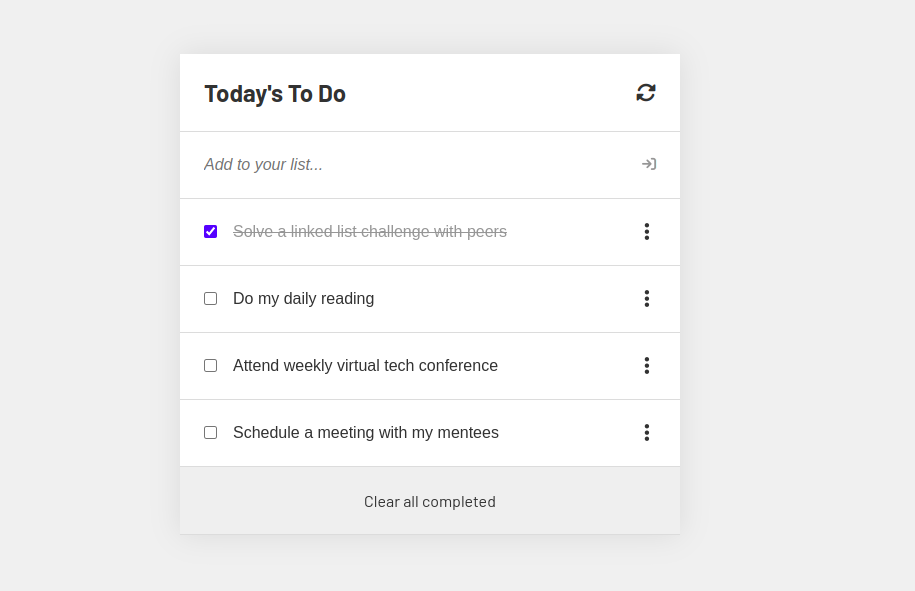 Today's To Do
Add to your list...
Solve a linked list challenge with peers
Do my daily reading
Attend weekly virtual tech conference
Schedule a meeting with my mentees
Clear all completed